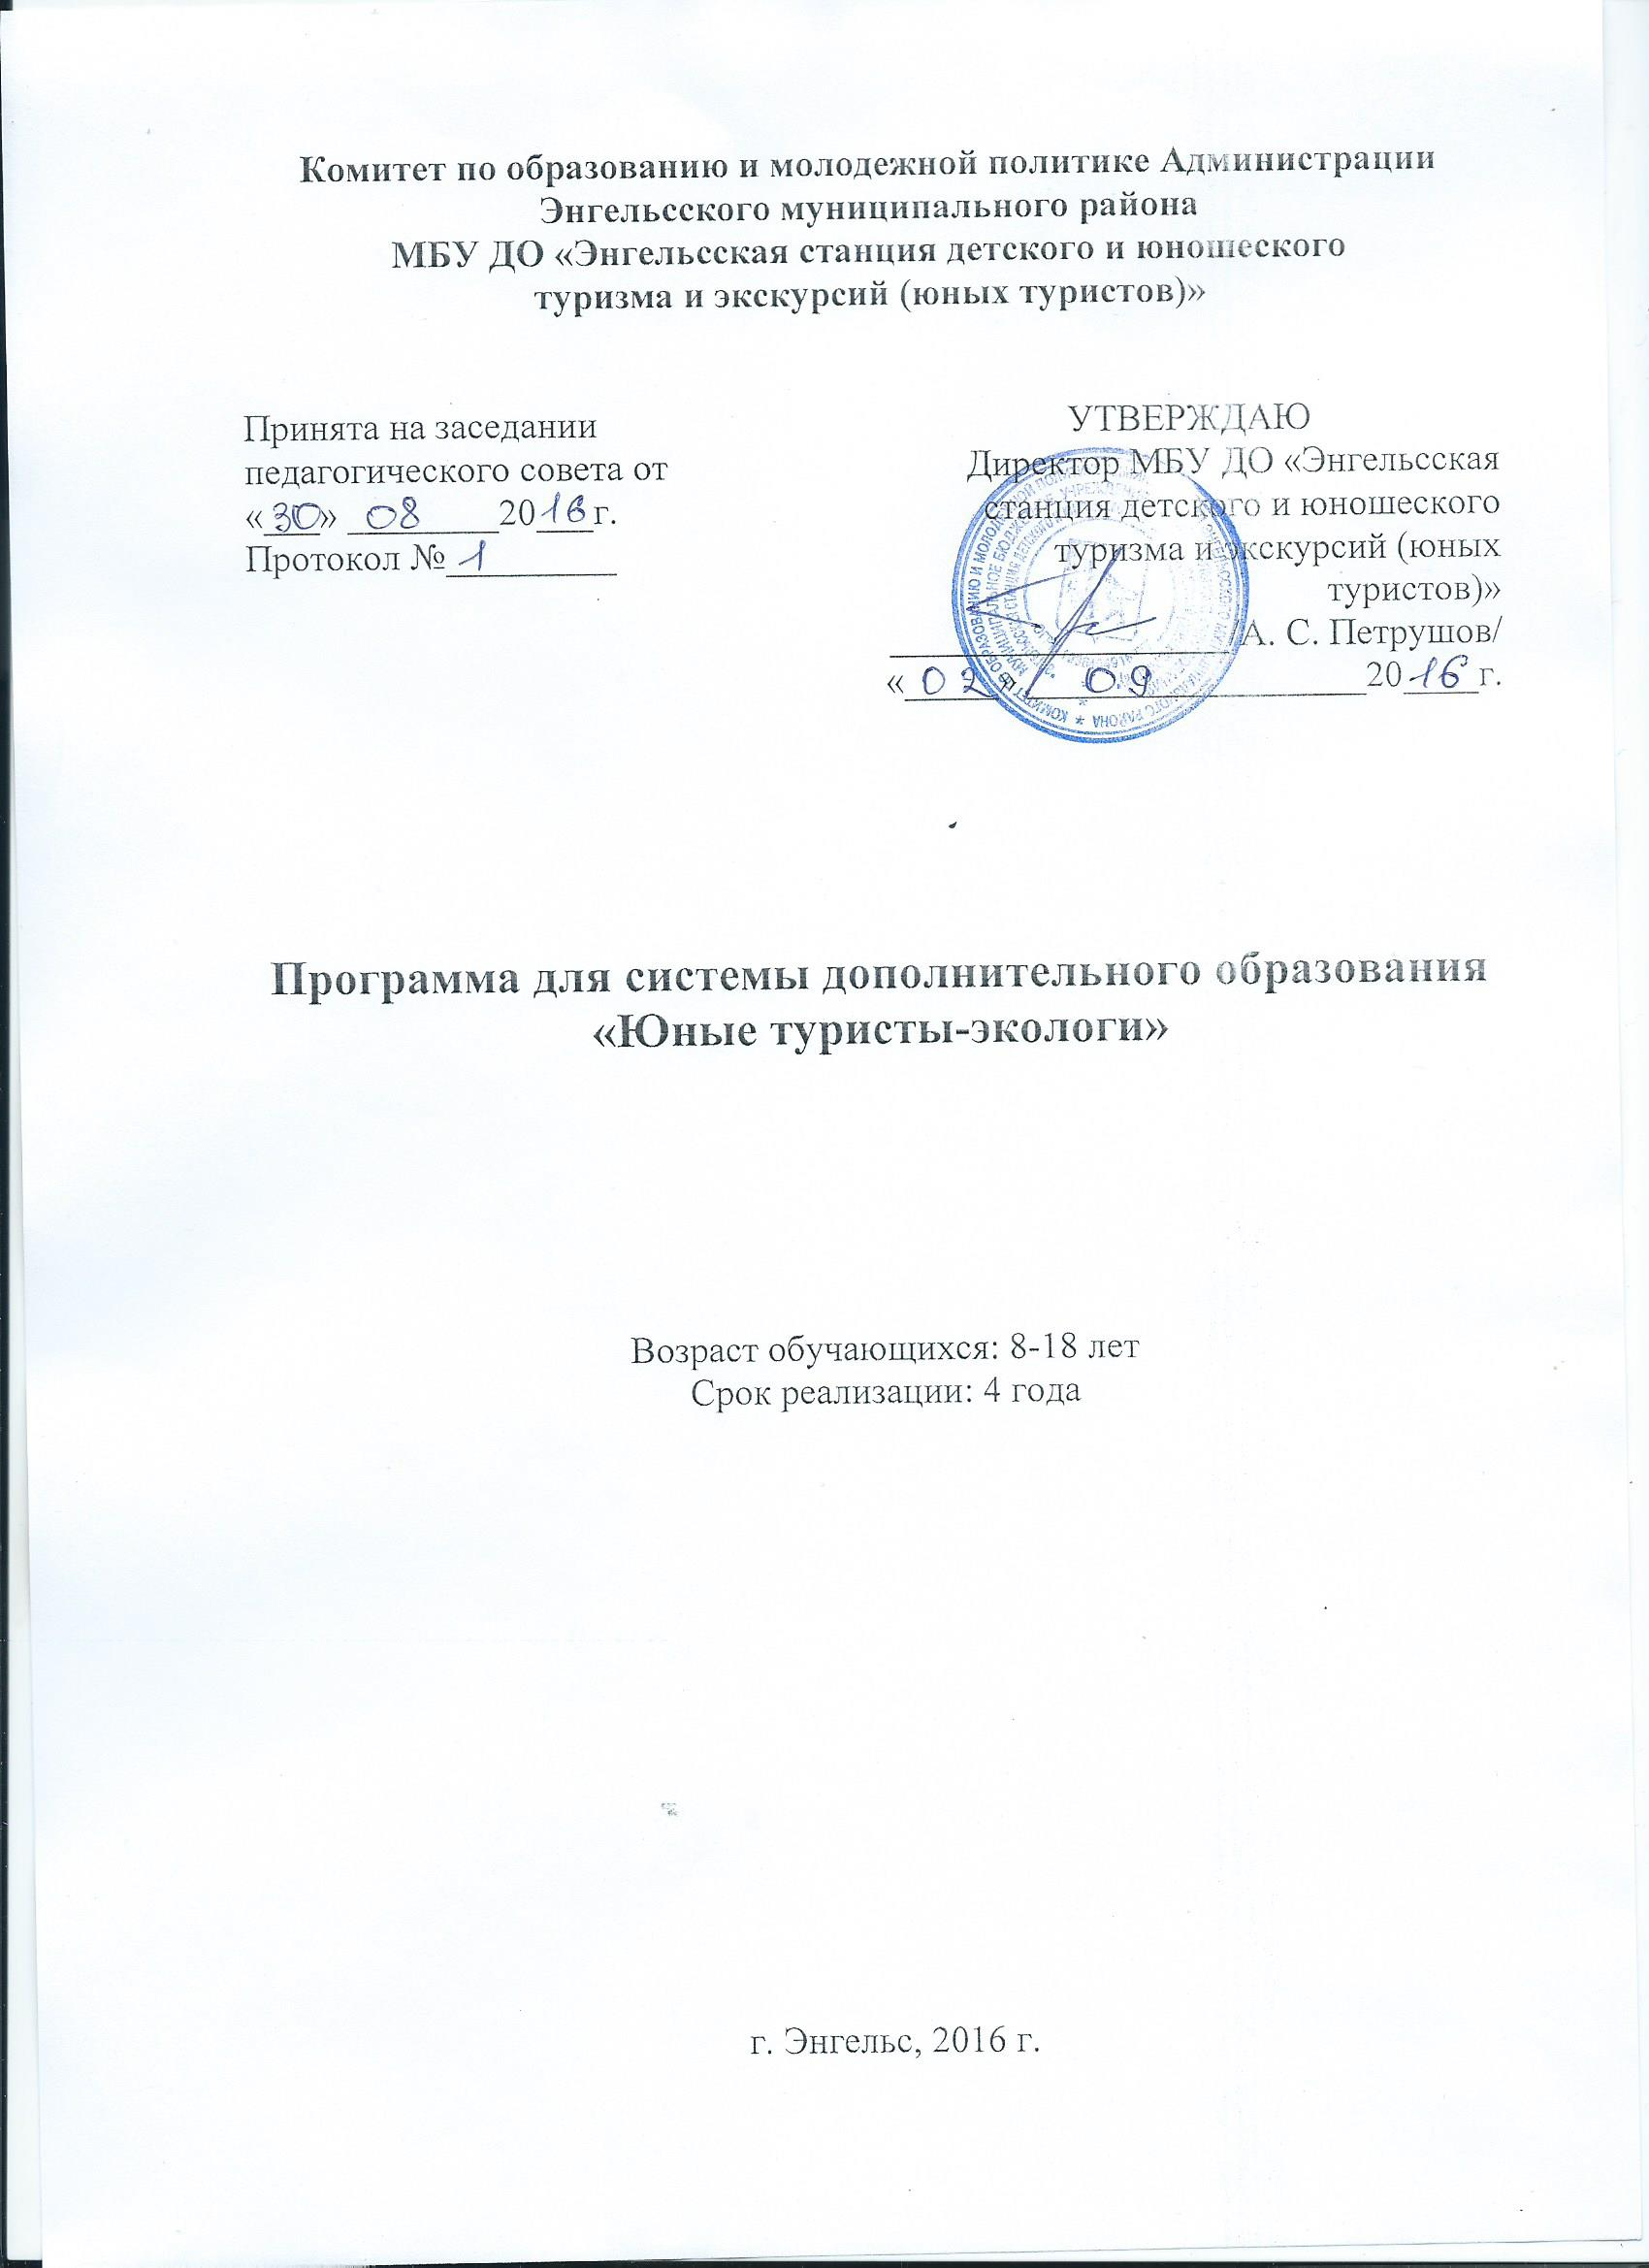 Комитет по образованию и молодежной политике Администрации
Энгельсского муниципального района
МБУ ДО «Энгельсская станция детского и юношеского
туризма и экскурсий (юных туристов)»
Принята на заседании
педагогического совета от
«30» 08 2016 г.
Протокол № 1
УТВЕРЖДАЮ
Директор МБУ ДО «Энгельсская
станция детского и юношеского
туризма и экскурсий (юных
туристов)»
/А. С. Петрушов/
«02» 09 2016 г.
Программа для системы дополнительного образования
«Юные туристы-экологи»
Возраст обучающихся: 8-18 лет
Срок реализации: 4 года
г. Энгельс, 2016 г.